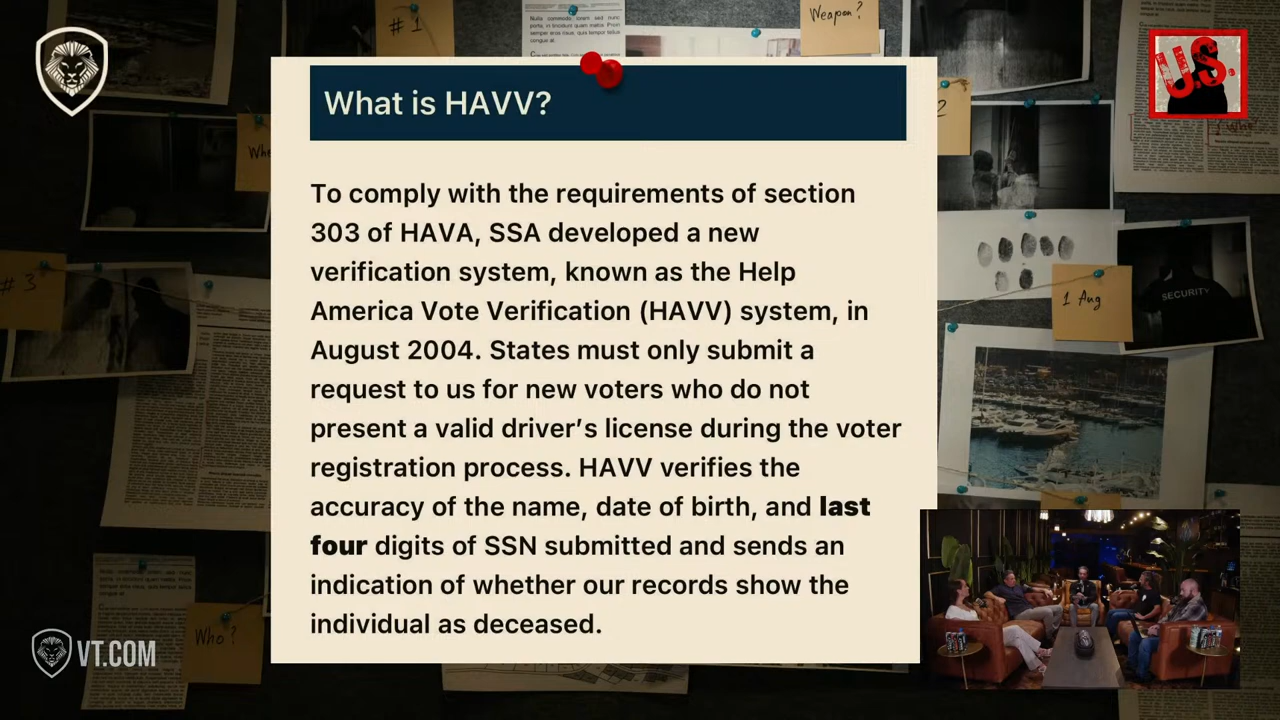 # 1
Weapon?
U.S.
What is HAVV?
To comply with the requirements of section
303 of HAVA, SSA developed a new
verification system, known as the Help
America Vote Verification (HAVV) system, in
August 2004. States must only submit a
request to us for new voters who do not
present a valid driver’s license during the voter
registration process. HAVV verifies the
accuracy of the name, date of birth, and last
four digits of SSN submitted and sends an
indication of whether our records show the
individual as deceased.
# 3
1 Aug
SECURITY
Who?
VT.COM